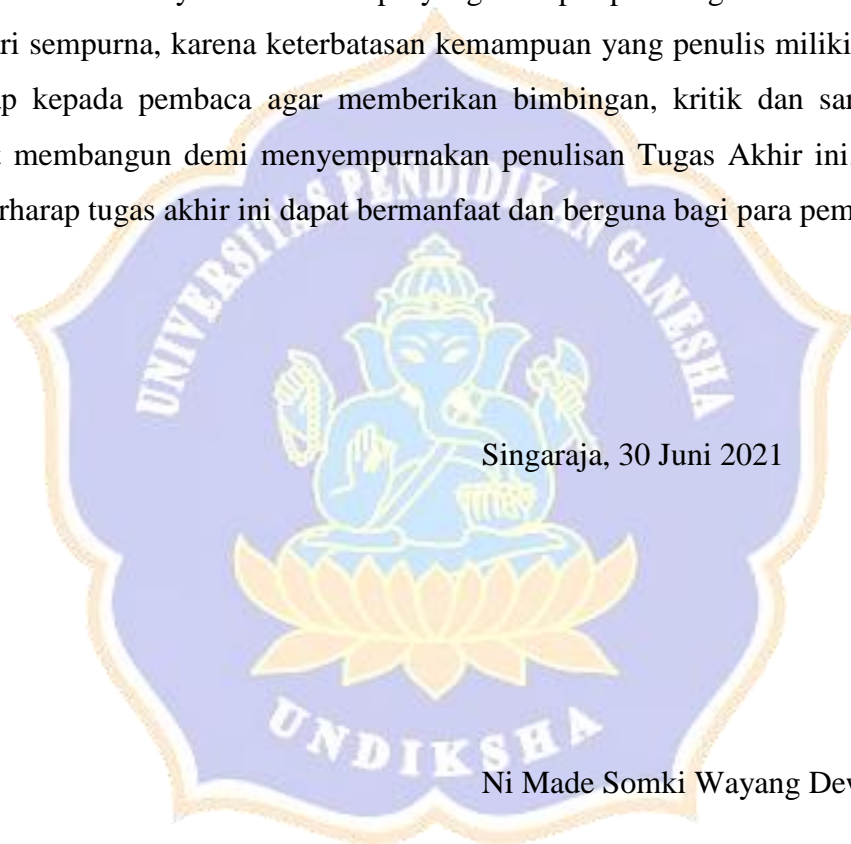 ri sempurna, karena keterbatasan kemampuan yang penulis miliki
p kepada pembaca agar memberikan bimbingan, kritik dan sar
t membangun demi menyempurnakan penulisan Tugas Akhir ini.
rharap tugas akhir ini dapat bermanfaat dan berguna bagi para pem
UNIVERSITAS PENDIDIKAN GANESHA
Singaraja, 30 Juni 2021
UNDIKSHA
Ni Made Somki Wayang Dew